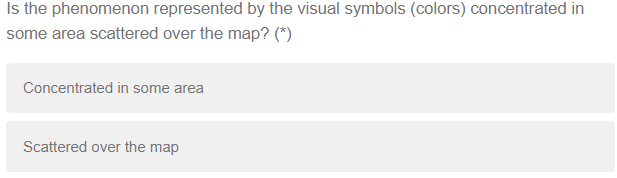 Is the phenomenon represented by the visual symbols (colors) concentrated in
some area scattered over the map? (*)
Concentrated in some area
Scattered over the map